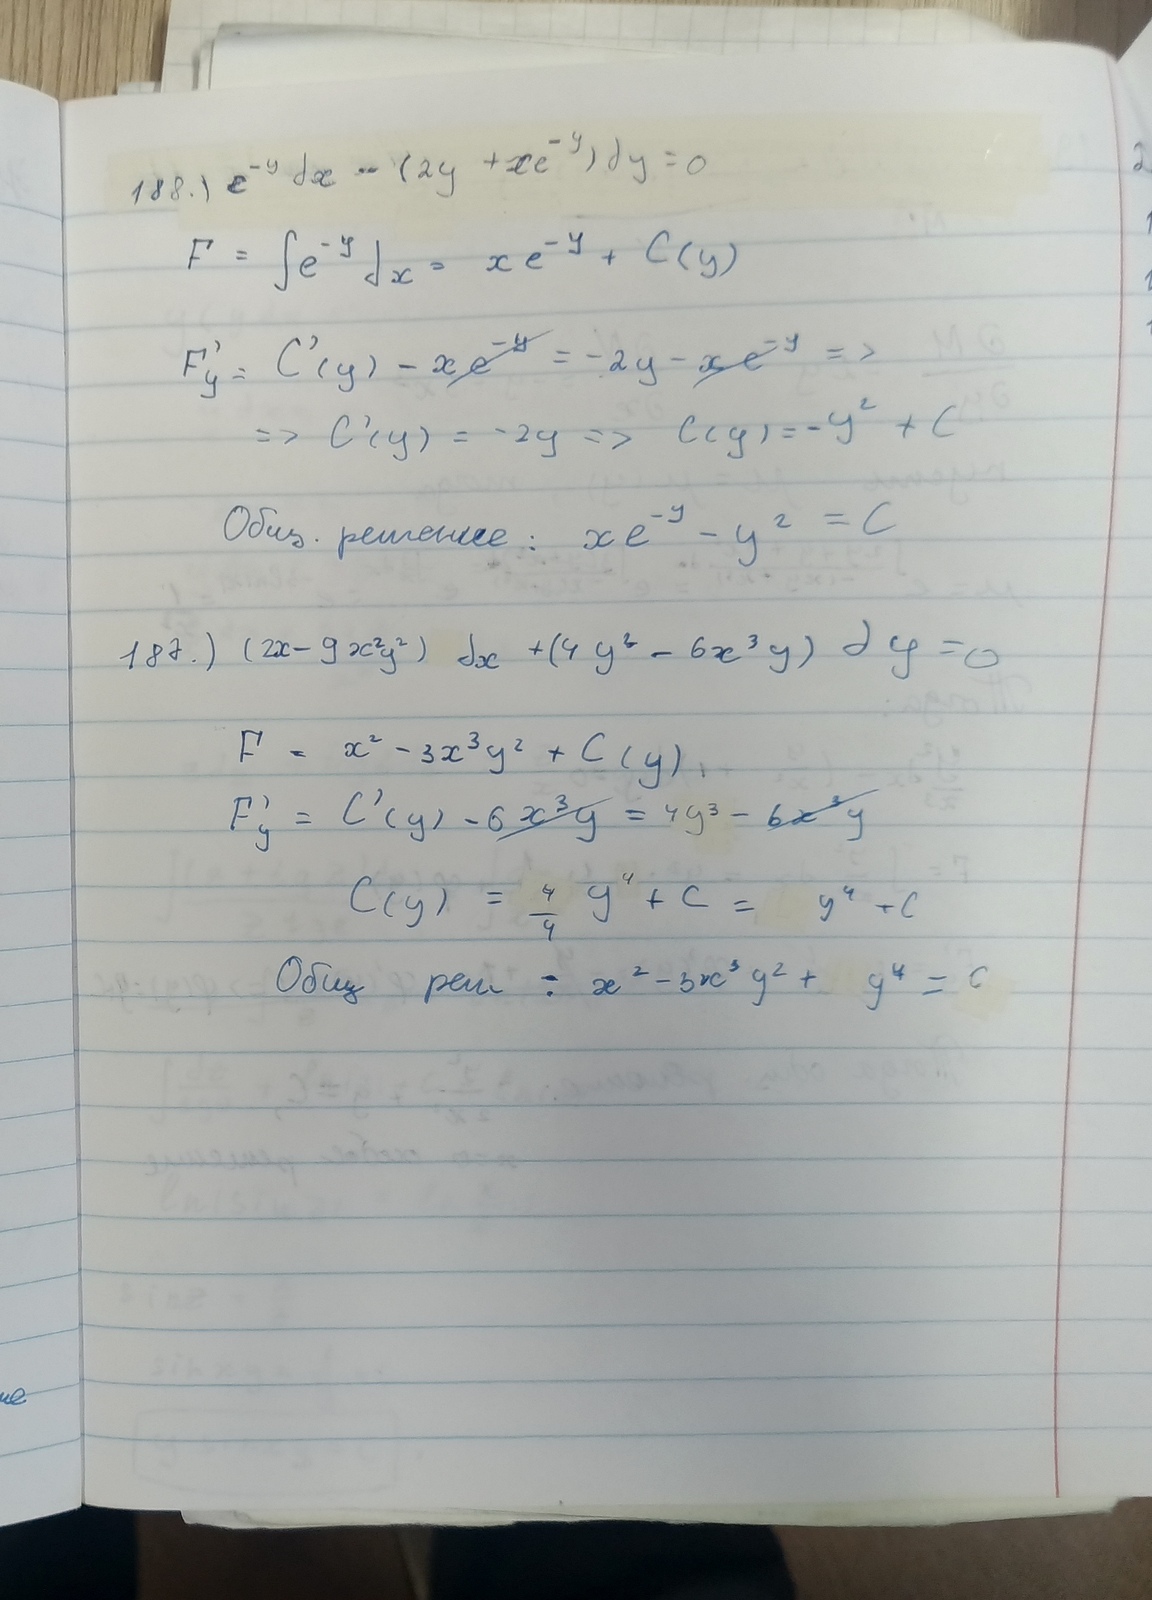 188.) e^{-y} dx - (2y + xe^{-y}) dy = 0
F = ∫e^{-y} dx = xe^{-y} + C(y)
F'_y = C'(y) - xe^{-y} = -2y - xe^{-y} =>
=> C'(y) = -2y => C(y) = -y² + C
Общ. решение: xe^{-y} - y² = C
187.) (2x - 9x²y²) dx + (4y³ - 6x³y) dy = 0
F = x² - 3x³y² + C(y)
F'_y = C'(y) - 6x³y = 4y³ - 6x³y
C(y) = 4/4 y⁴ + C = y⁴ + C
Общ реш : x² - 3x³y² + y⁴ = C